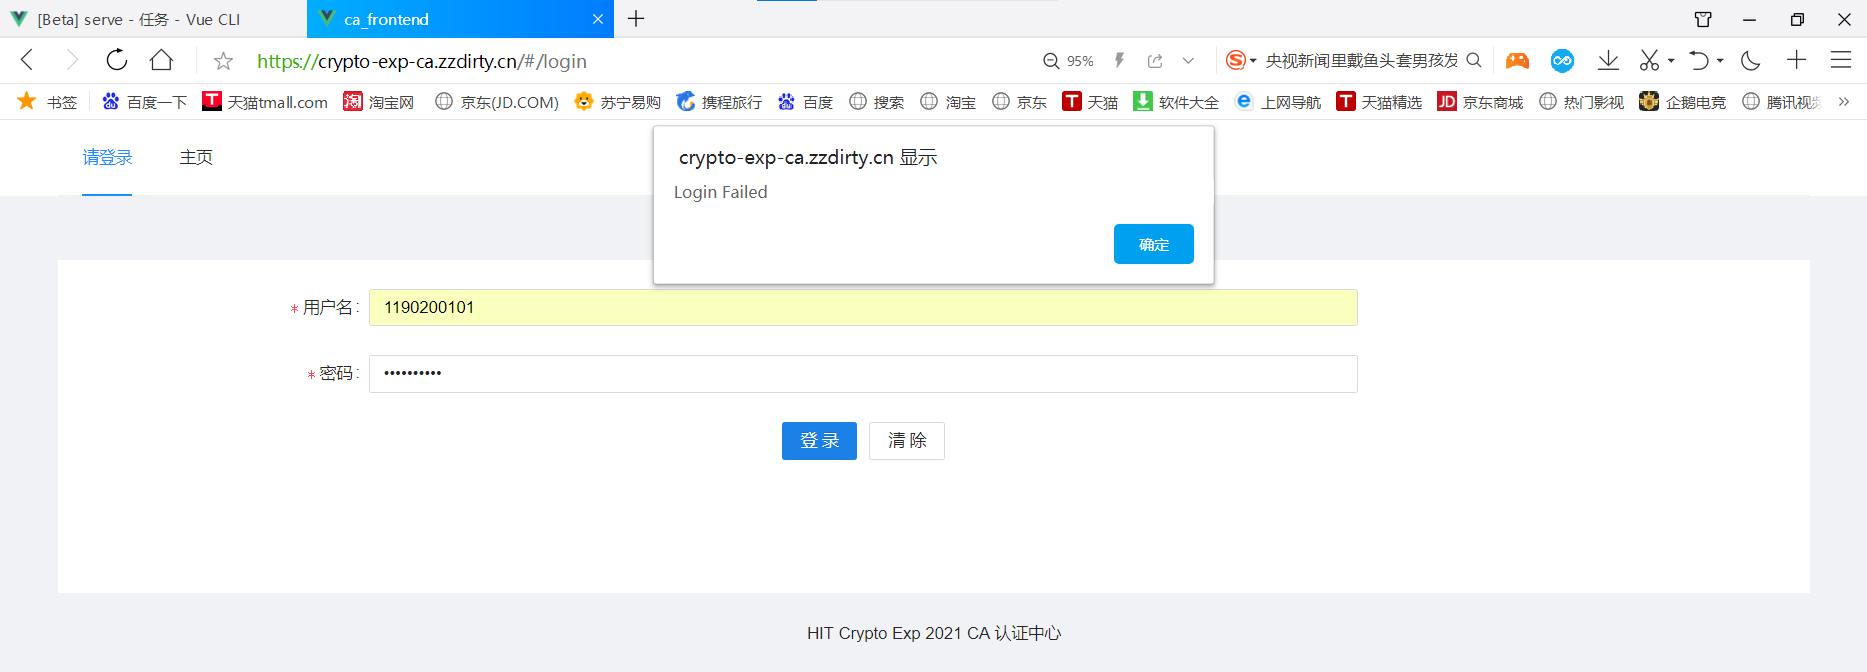 [Beta] serve - 任务 - Vue CLI
ca_frontend
https://crypto-exp-ca.zzdirty.cn/#/login
95%
央视新闻里戴鱼头套男孩发
书签 百度一下 天猫tmall.com 淘宝网 京东(JD.COM) 苏宁易购 携程旅行 百度 搜索 淘宝 京东 天猫 软件大全 上网导航 天猫精选 京东商城 热门影视 企鹅电竞 腾讯视频
请登录 主页
crypto-exp-ca.zzdirty.cn 显示
Login Failed
确定
* 用户名: 1190200101
* 密码: ••••••••••
登 录 清 除
HIT Crypto Exp 2021 CA 认证中心